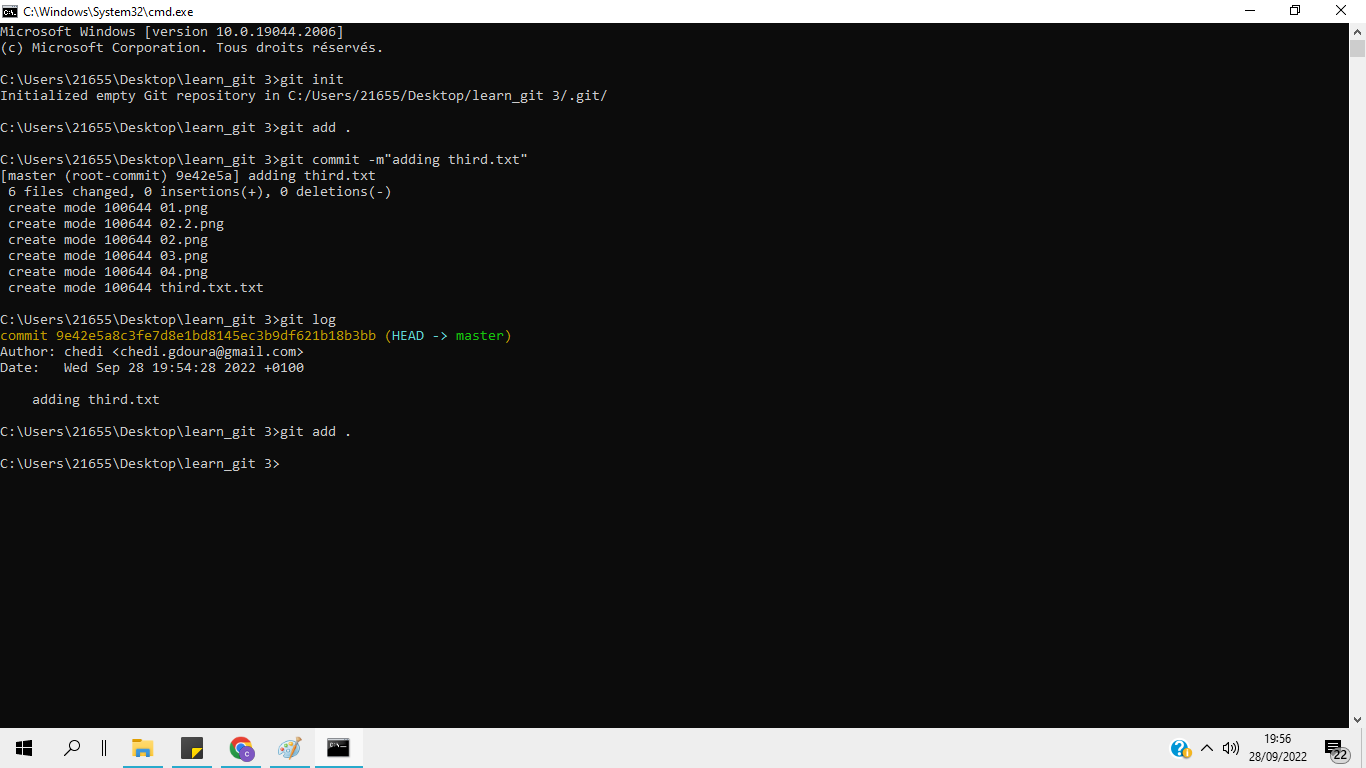 C:\Windows\System32\cmd.exe
Microsoft Windows [version 10.0.19044.2006]
(c) Microsoft Corporation. Tous droits réservés.
C:\Users\21655\Desktop\learn_git 3>git init
Initialized empty Git repository in C:/Users/21655/Desktop/learn_git 3/.git/
C:\Users\21655\Desktop\learn_git 3>git add .
C:\Users\21655\Desktop\learn_git 3>git commit -m"adding third.txt"
[master (root-commit) 9e42e5a] adding third.txt
 6 files changed, 0 insertions(+), 0 deletions(-)
 create mode 100644 01.png
 create mode 100644 02.2.png
 create mode 100644 02.png
 create mode 100644 03.png
 create mode 100644 04.png
 create mode 100644 third.txt.txt
C:\Users\21655\Desktop\learn_git 3>git log
commit 9e42e5a8c3fe7d8e1bd8145ec3b9df621b18b3bb (HEAD -> master)
Author: chedi <chedi.gdoura@gmail.com>
Date:   Wed Sep 28 19:54:28 2022 +0100
    adding third.txt
C:\Users\21655\Desktop\learn_git 3>git add .
C:\Users\21655\Desktop\learn_git 3>
19:56
28/09/2022
22